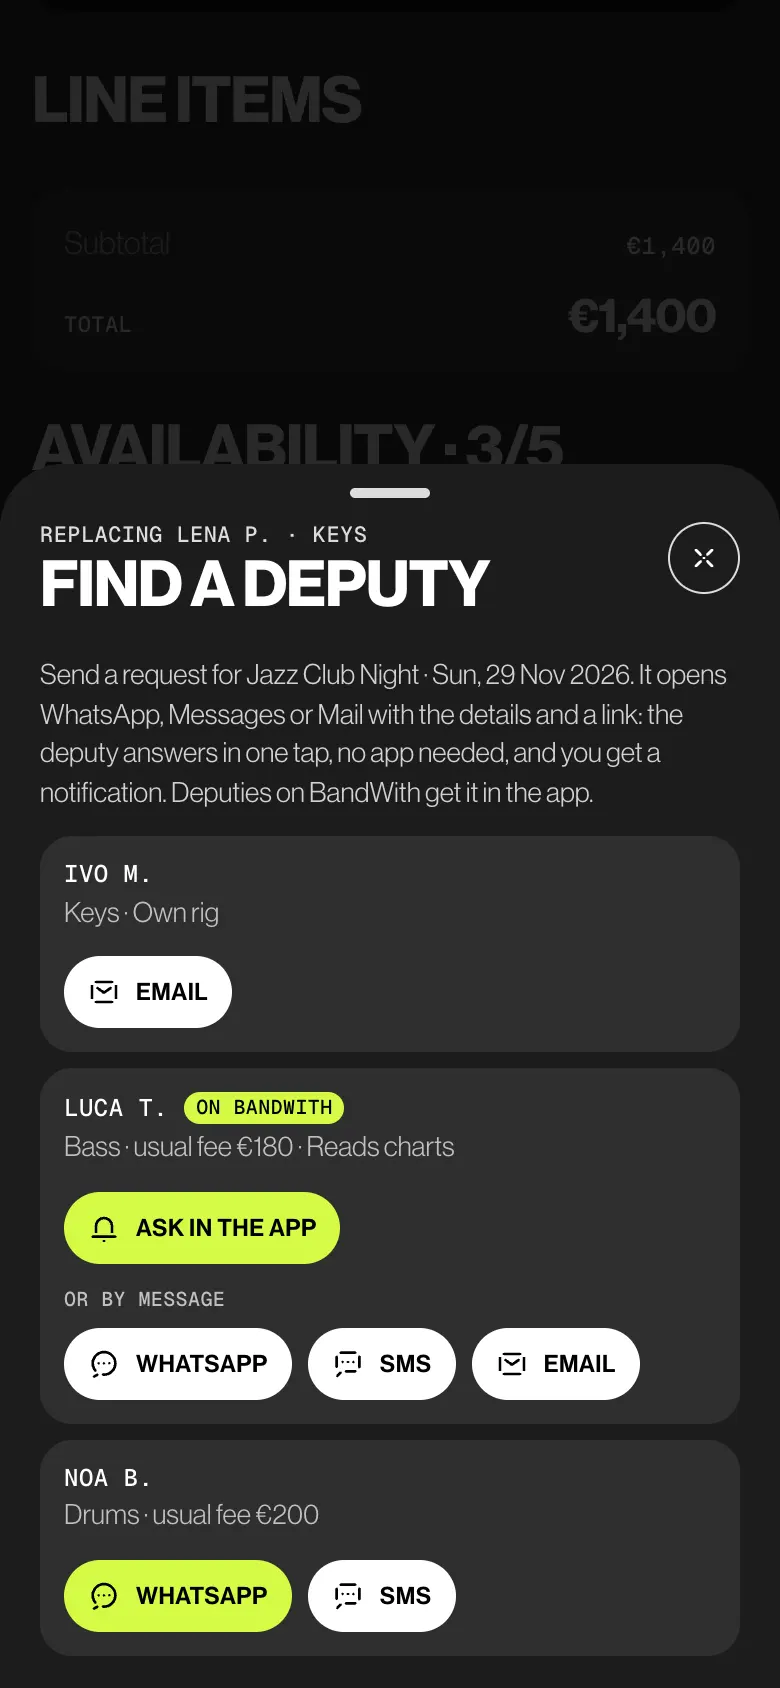 LINE ITEMS
Subtotal €1,400
TOTAL €1,400
AVAILABILITY · 3/5
REPLACING LENA P. · KEYS
FIND A DEPUTY
Send a request for Jazz Club Night · Sun, 29 Nov 2026. It opens
WhatsApp, Messages or Mail with the details and a link: the
deputy answers in one tap, no app needed, and you get a
notification. Deputies on BandWith get it in the app.
IVO M.
Keys · Own rig
EMAIL
LUCA T. ON BANDWITH
Bass · usual fee €180 · Reads charts
ASK IN THE APP
OR BY MESSAGE
WHATSAPP SMS EMAIL
NOA B.
Drums · usual fee €200
WHATSAPP SMS